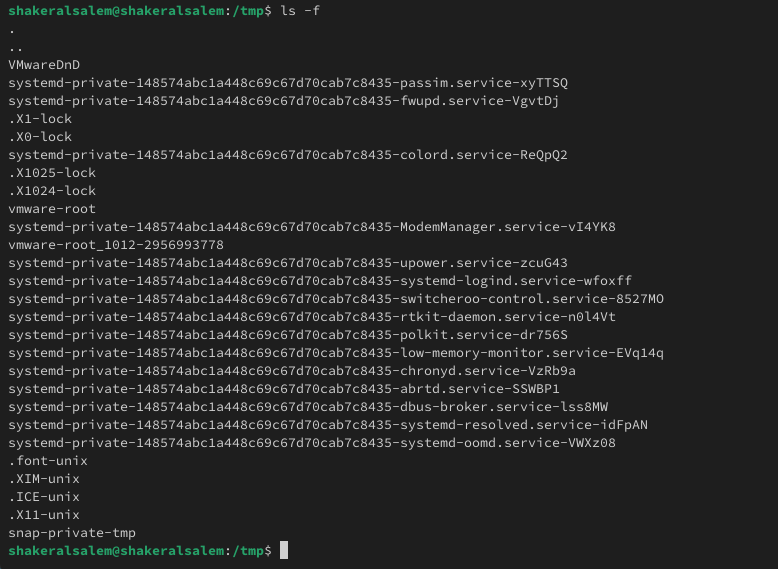 shakeralsalem@shakeralsalem:/tmp$ ls -f
.
..
VMwareDnD
systemd-private-148574abc1a448c69c67d70cab7c8435-passim.service-xyTTSQ
systemd-private-148574abc1a448c69c67d70cab7c8435-fwupd.service-VgvtDj
.X1-lock
.X0-lock
systemd-private-148574abc1a448c69c67d70cab7c8435-colord.service-ReQpQ2
.X1025-lock
.X1024-lock
vmware-root
systemd-private-148574abc1a448c69c67d70cab7c8435-ModemManager.service-vI4YK8
vmware-root_1012-2956993778
systemd-private-148574abc1a448c69c67d70cab7c8435-upower.service-zcuG43
systemd-private-148574abc1a448c69c67d70cab7c8435-systemd-logind.service-wfoxff
systemd-private-148574abc1a448c69c67d70cab7c8435-switcheroo-control.service-8527MO
systemd-private-148574abc1a448c69c67d70cab7c8435-rtkit-daemon.service-n0l4Vt
systemd-private-148574abc1a448c69c67d70cab7c8435-polkit.service-dr756S
systemd-private-148574abc1a448c69c67d70cab7c8435-low-memory-monitor.service-EVq14q
systemd-private-148574abc1a448c69c67d70cab7c8435-chronyd.service-VzRb9a
systemd-private-148574abc1a448c69c67d70cab7c8435-abrtd.service-SSWBP1
systemd-private-148574abc1a448c69c67d70cab7c8435-dbus-broker.service-lss8MW
systemd-private-148574abc1a448c69c67d70cab7c8435-systemd-resolved.service-idFpAN
systemd-private-148574abc1a448c69c67d70cab7c8435-systemd-oomd.service-VWXz08
.font-unix
.XIM-unix
.ICE-unix
.X11-unix
snap-private-tmp
shakeralsalem@shakeralsalem:/tmp$